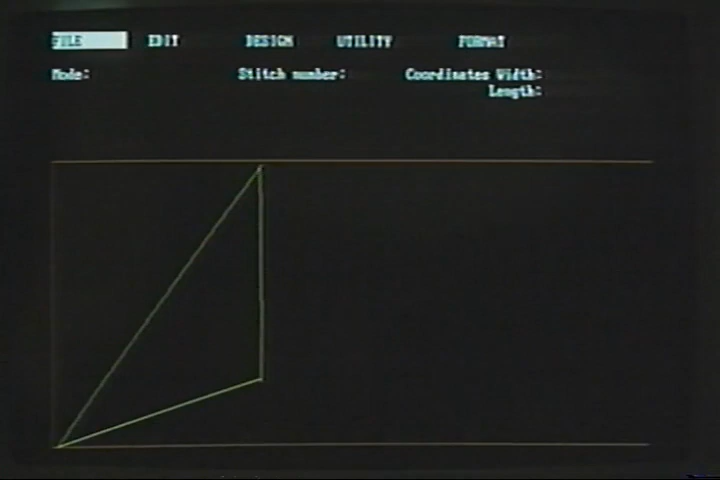 FILE EDIT DESIGN UTILITY FORMAT
Mode: Stitch number: Coordinates Width:
Length: